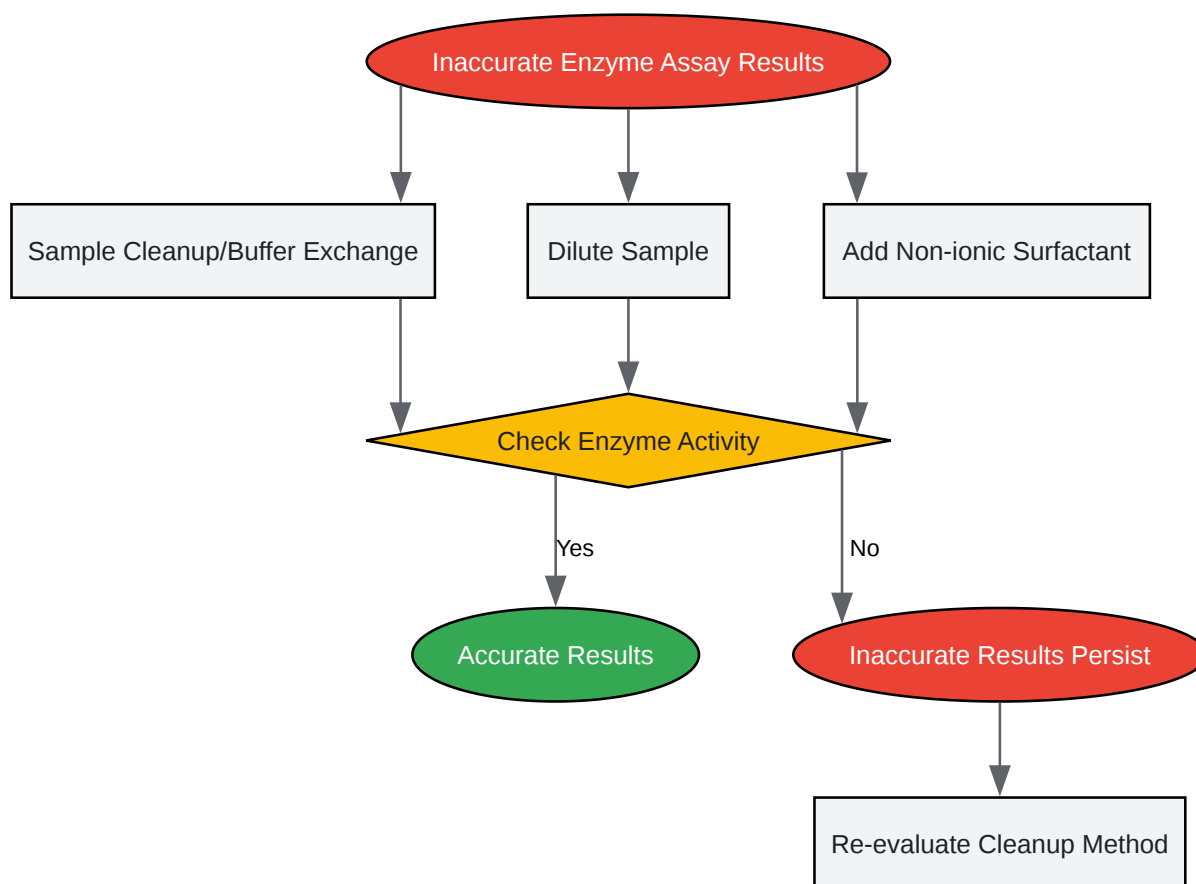 Inaccurate Enzyme Assay Results
Sample Cleanup/Buffer Exchange
Dilute Sample
Add Non-ionic Surfactant
Check Enzyme Activity
Yes
No
Accurate Results
Inaccurate Results Persist
Re-evaluate Cleanup Method